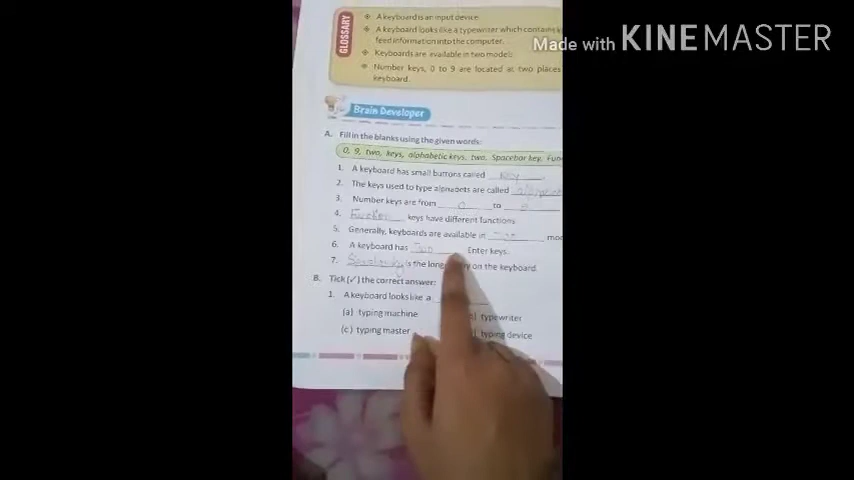 GLOSSARY
A keyboard is an input device
A keyboard looks like a typewriter which contains
feed information into the computer.
Keyboards are available in two models
Number keys, 0 to 9 are located at two places
keyboard.
Made with KINEMASTER
Brain Developer
A. Fill in the blanks using the given words:
0, 9, two, keys, alphabetic keys, two, Spacebar key, Fun
1. A keyboard has small buttons called key
2. The keys used to type alphabets are called
3. Number keys are from 0 to 9
4. Function keys have different functions
5. Generally, keyboards are available in two mod
6. A keyboard has Two Enter keys.
7. is the on the keyboard.
B. Tick (✓) the correct answer:
1. A keyboard looks like a
(a) typing machine typewriter
(c) typing master typing device